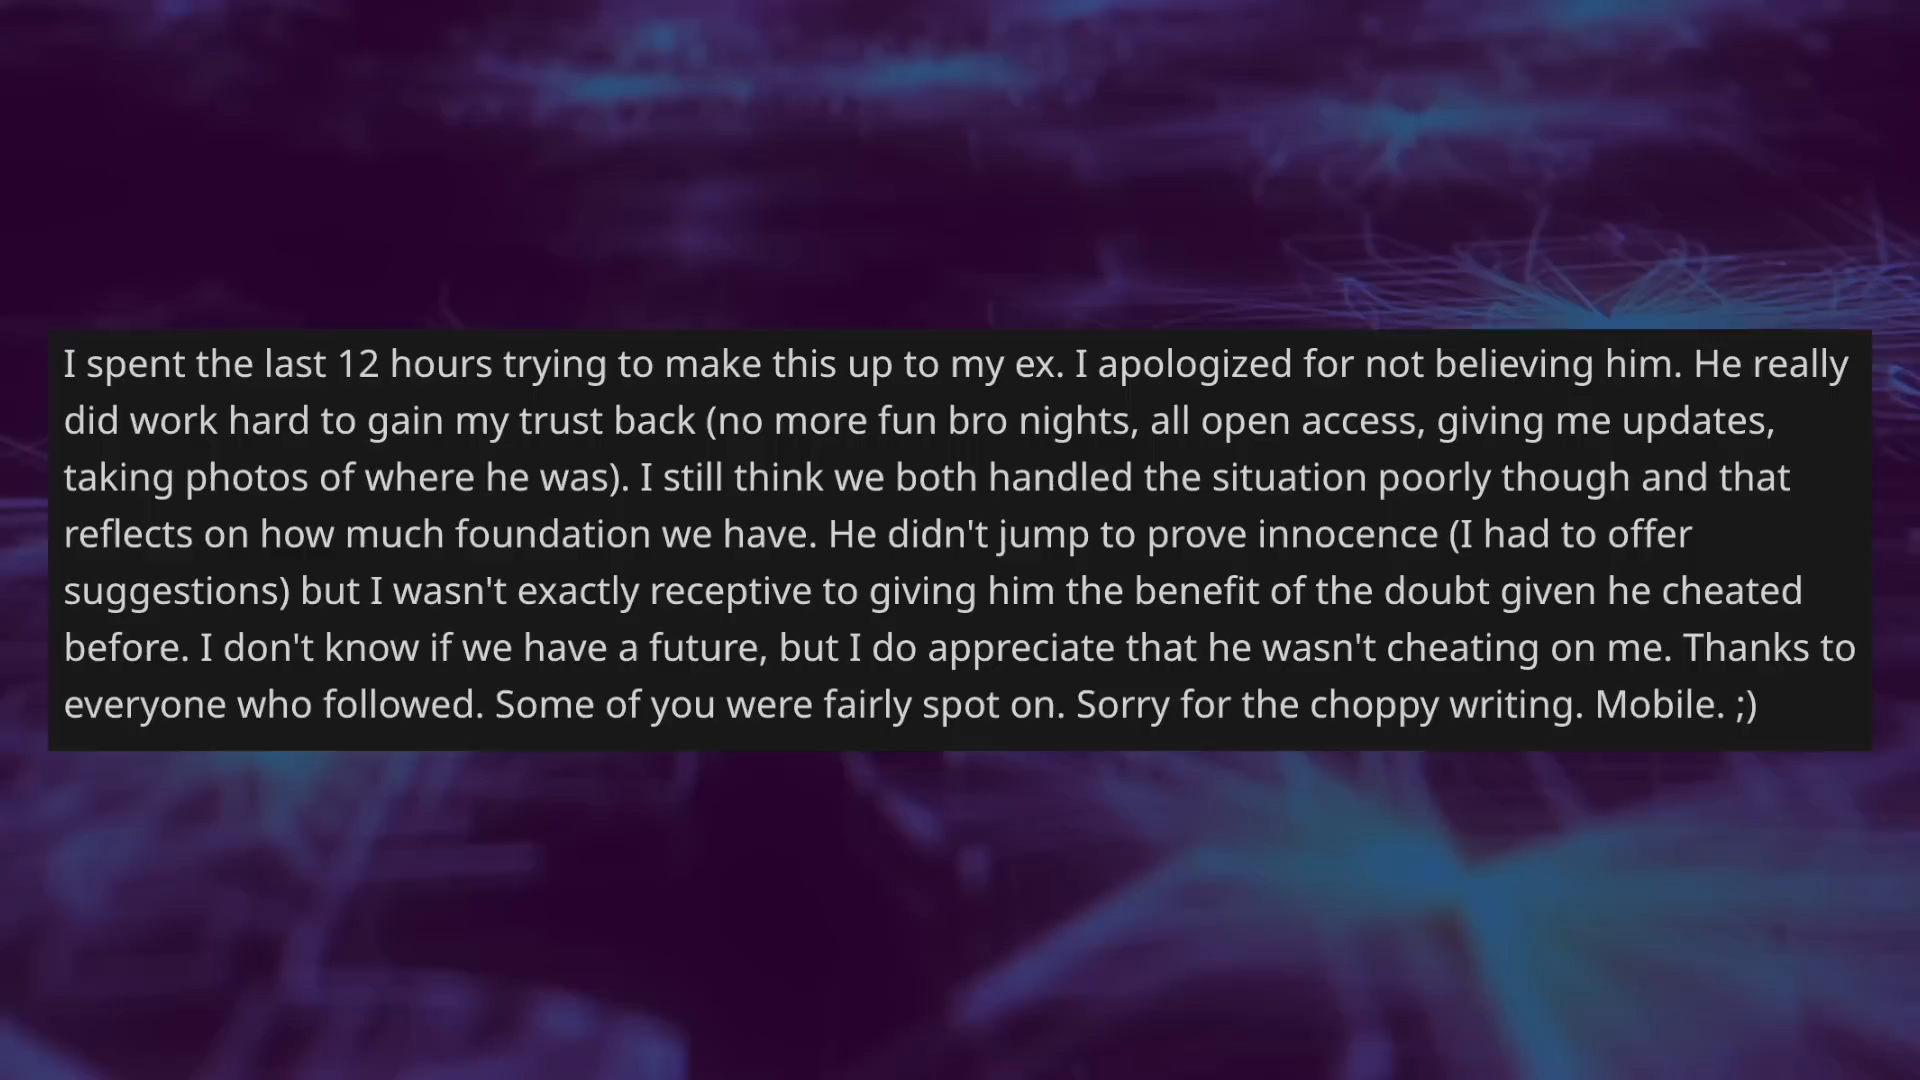 I spent the last 12 hours trying to make this up to my ex. I apologized for not believing him. He really
did work hard to gain my trust back (no more fun bro nights, all open access, giving me updates,
taking photos of where he was). I still think we both handled the situation poorly though and that
reflects on how much foundation we have. He didn't jump to prove innocence (I had to offer
suggestions) but I wasn't exactly receptive to giving him the benefit of the doubt given he cheated
before. I don't know if we have a future, but I do appreciate that he wasn't cheating on me. Thanks to
everyone who followed. Some of you were fairly spot on. Sorry for the choppy writing. Mobile. ;)